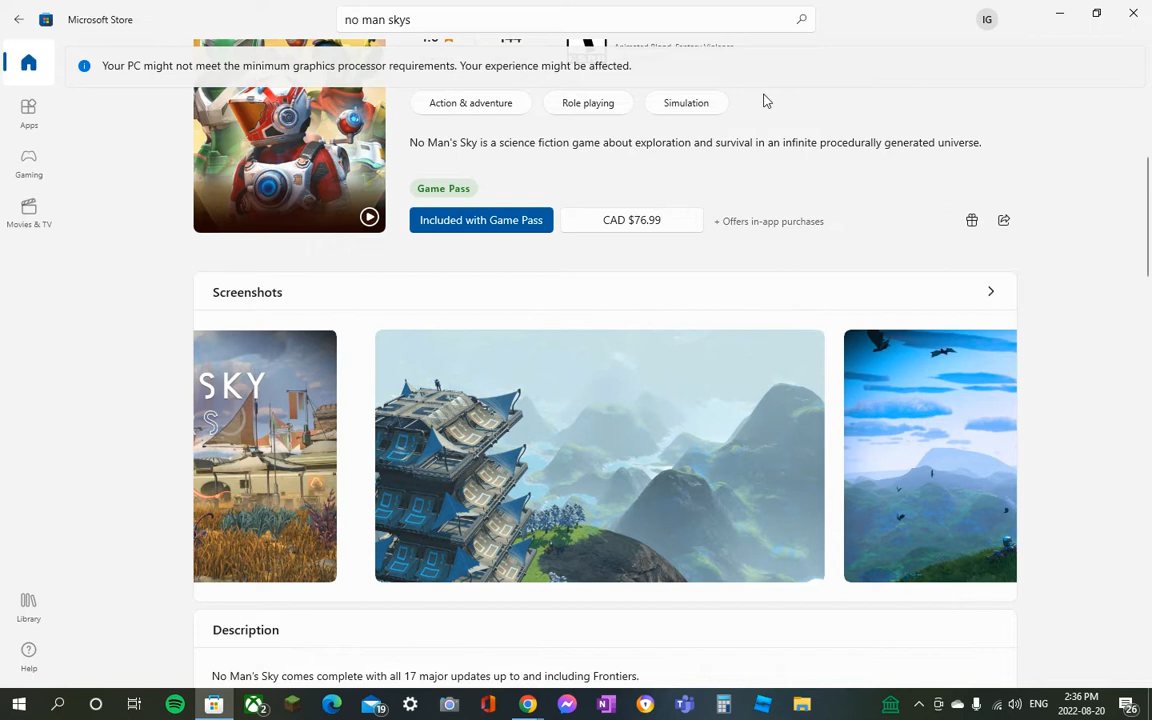 Microsoft Store
no man skys
IG
Your PC might not meet the minimum graphics processor requirements. Your experience might be affected.
Action & adventure
Role playing
Simulation
No Man's Sky is a science fiction game about exploration and survival in an infinite procedurally generated universe.
Game Pass
Included with Game Pass
CAD $76.99
+ Offers in-app purchases
Apps
Gaming
Movies & TV
Screenshots
SKY
S
Description
No Man's Sky comes complete with all 17 major updates up to and including Frontiers.
Library
Help
2
19
ENG
2:36 PM
2022-08-20
26